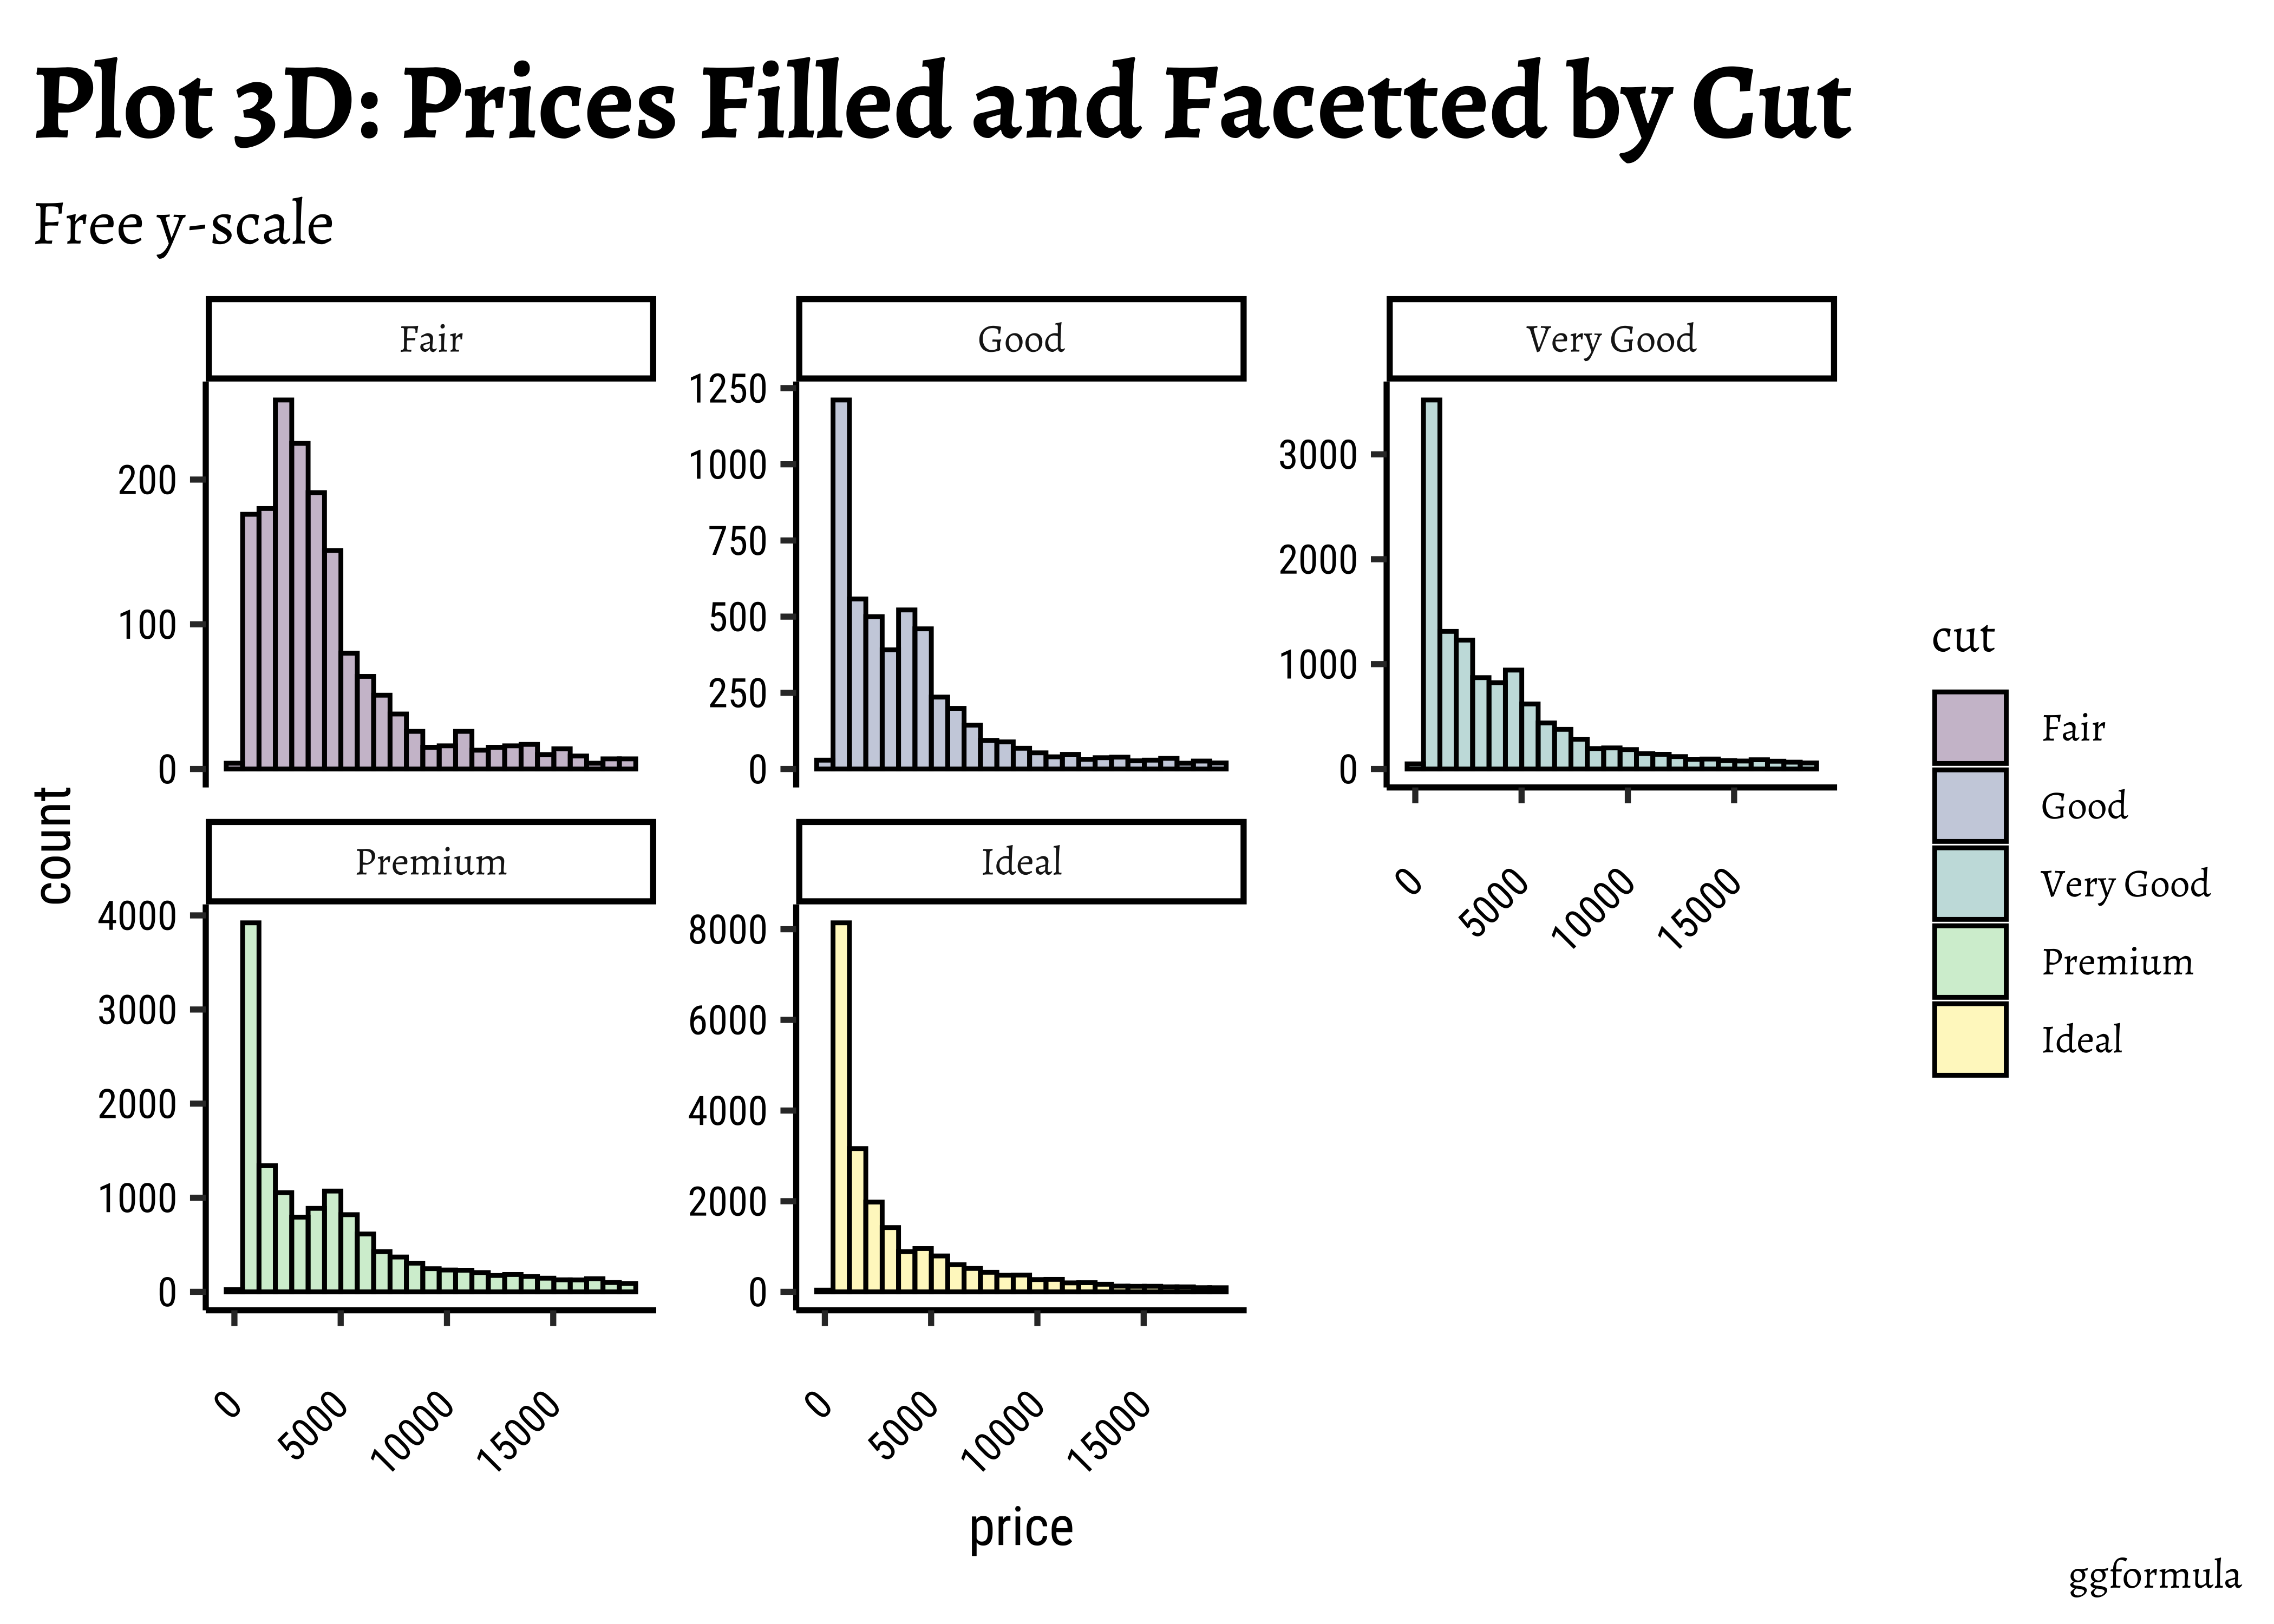 Plot 3D: Prices Filled and Facetted by Cut
Free y-scale
Fair
Good
Very Good
200
100
0
1250
1000
750
500
250
0
3000
2000
1000
0
0
5000
10000
15000
count
Premium
Ideal
4000
3000
2000
1000
0
8000
6000
4000
2000
0
0
5000
10000
15000
0
5000
10000
15000
price
cut
Fair
Good
Very Good
Premium
Ideal
ggformula